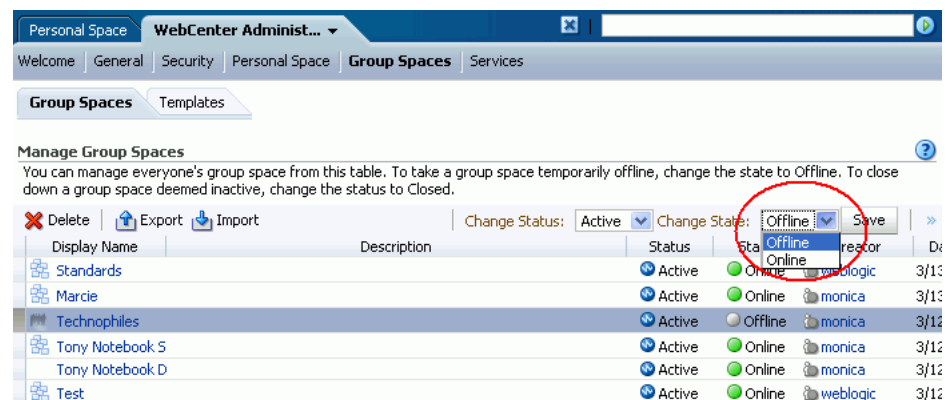 Personal Space WebCenter Administ...
Welcome General Security Personal Space Group Spaces Services
Group Spaces Templates
Manage Group Spaces
You can manage everyone's group space from this table. To take a group space temporarily offline, change the state to Offline. To close
down a group space deemed inactive, change the status to Closed.
Delete Export Import Change Status: Active Change State: Offline Save
Display Name Description Status
Offline
Online
Standards Active Online weblogic 3/13
Marcie Active Online monica 3/13
Technophiles Active Offline monica 3/12
Tony Notebook S Active Online monica 3/12
Tony Notebook D Active Online monica 3/12
Test Active Online weblogic 3/12